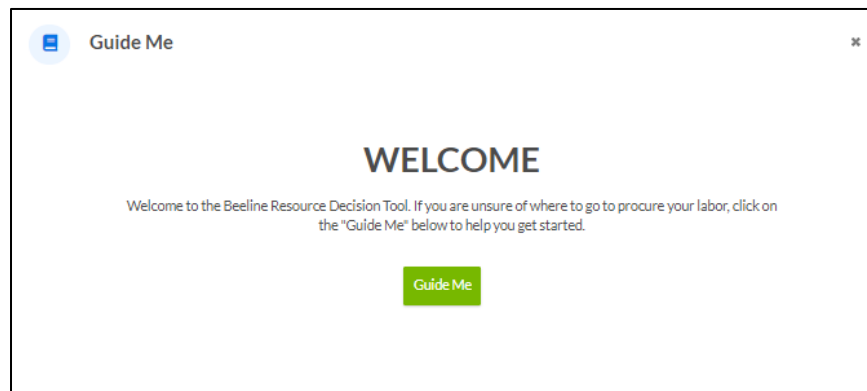 Guide Me
WELCOME
Welcome to the Beeline Resource Decision Tool. If you are unsure of where to go to procure your labor, click on
the "Guide Me" below to help you get started.
Guide Me